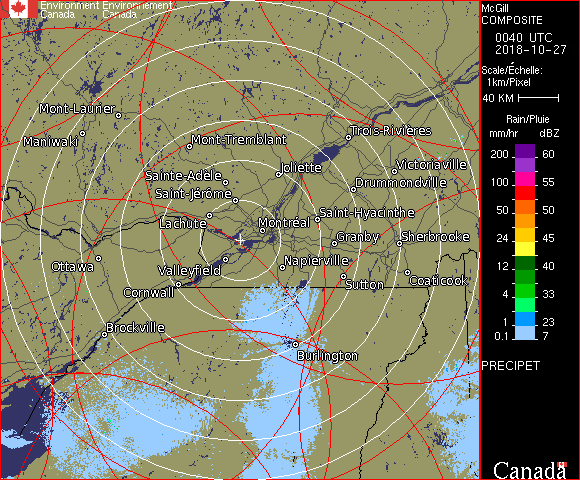 Environment Environnement
Canada Canada
McGill
COMPOSITE
0040 UTC
2018-10-27
Scale/Échelle:
1km/Pixel
40 KM
Rain/Pluie
mm/hr dBZ
200 60
150 57
100 55
50 50
24 45
12 40
4 33
1 23
0.1 7
PRECIPET
Mont-Laurier
Maniwaki
Mont-Tremblant
Trois-Rivières
Joliette
Victoriaville
Sainte-Adèle
Drummondville
Saint-Jérôme
Saint-Hyacinthe
Lachute
Montréal
Granby
Sherbrooke
Ottawa
Valleyfield
Napierville
Cornwall
Sutton
Coaticook
Brockville
Burlington
Canada